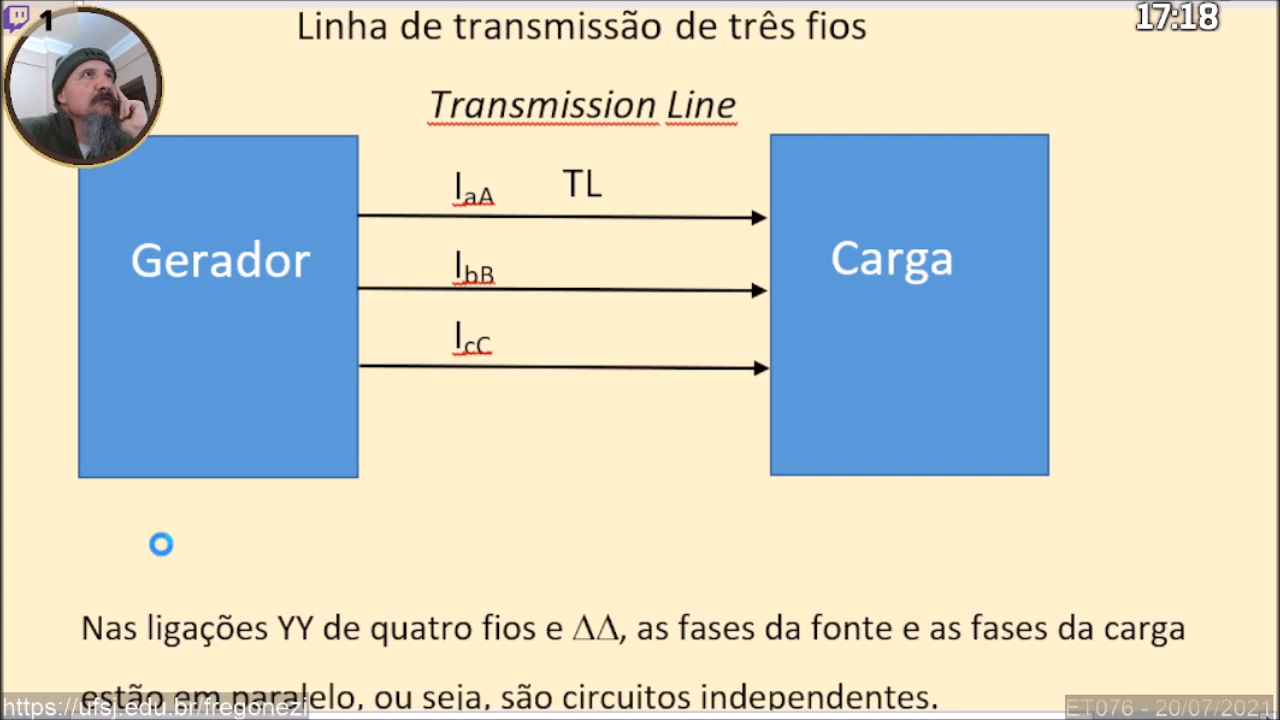 1
17:18
Linha de transmissão de três fios
Transmission Line
IaA TL
Gerador
IbB
Carga
IcC
Nas ligações YY de quatro fios e ΔΔ, as fases da fonte e as fases da carga
estão em paralelo, ou seja, são circuitos independentes.
https://ufsj.edu.br/fregonezi
ET076 - 20/07/2021